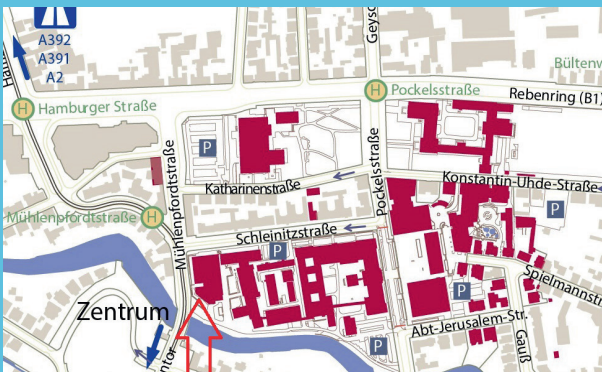 A392
A391
A2
Geys
Bültenw
H
Pockelsstraße
Rebenring (B1)
H
Hamburger Straße
P
Mühlenpfordtstraße
Katharinenstraße
Pockelsstraße
Konstantin-Uhde-Straße
P
Mühlenpfordtstraße
H
Schleinitzstraße
P
Spielmannstr
Zentrum
P
Abt-Jerusalem-Str.
P
Gauß
ntor